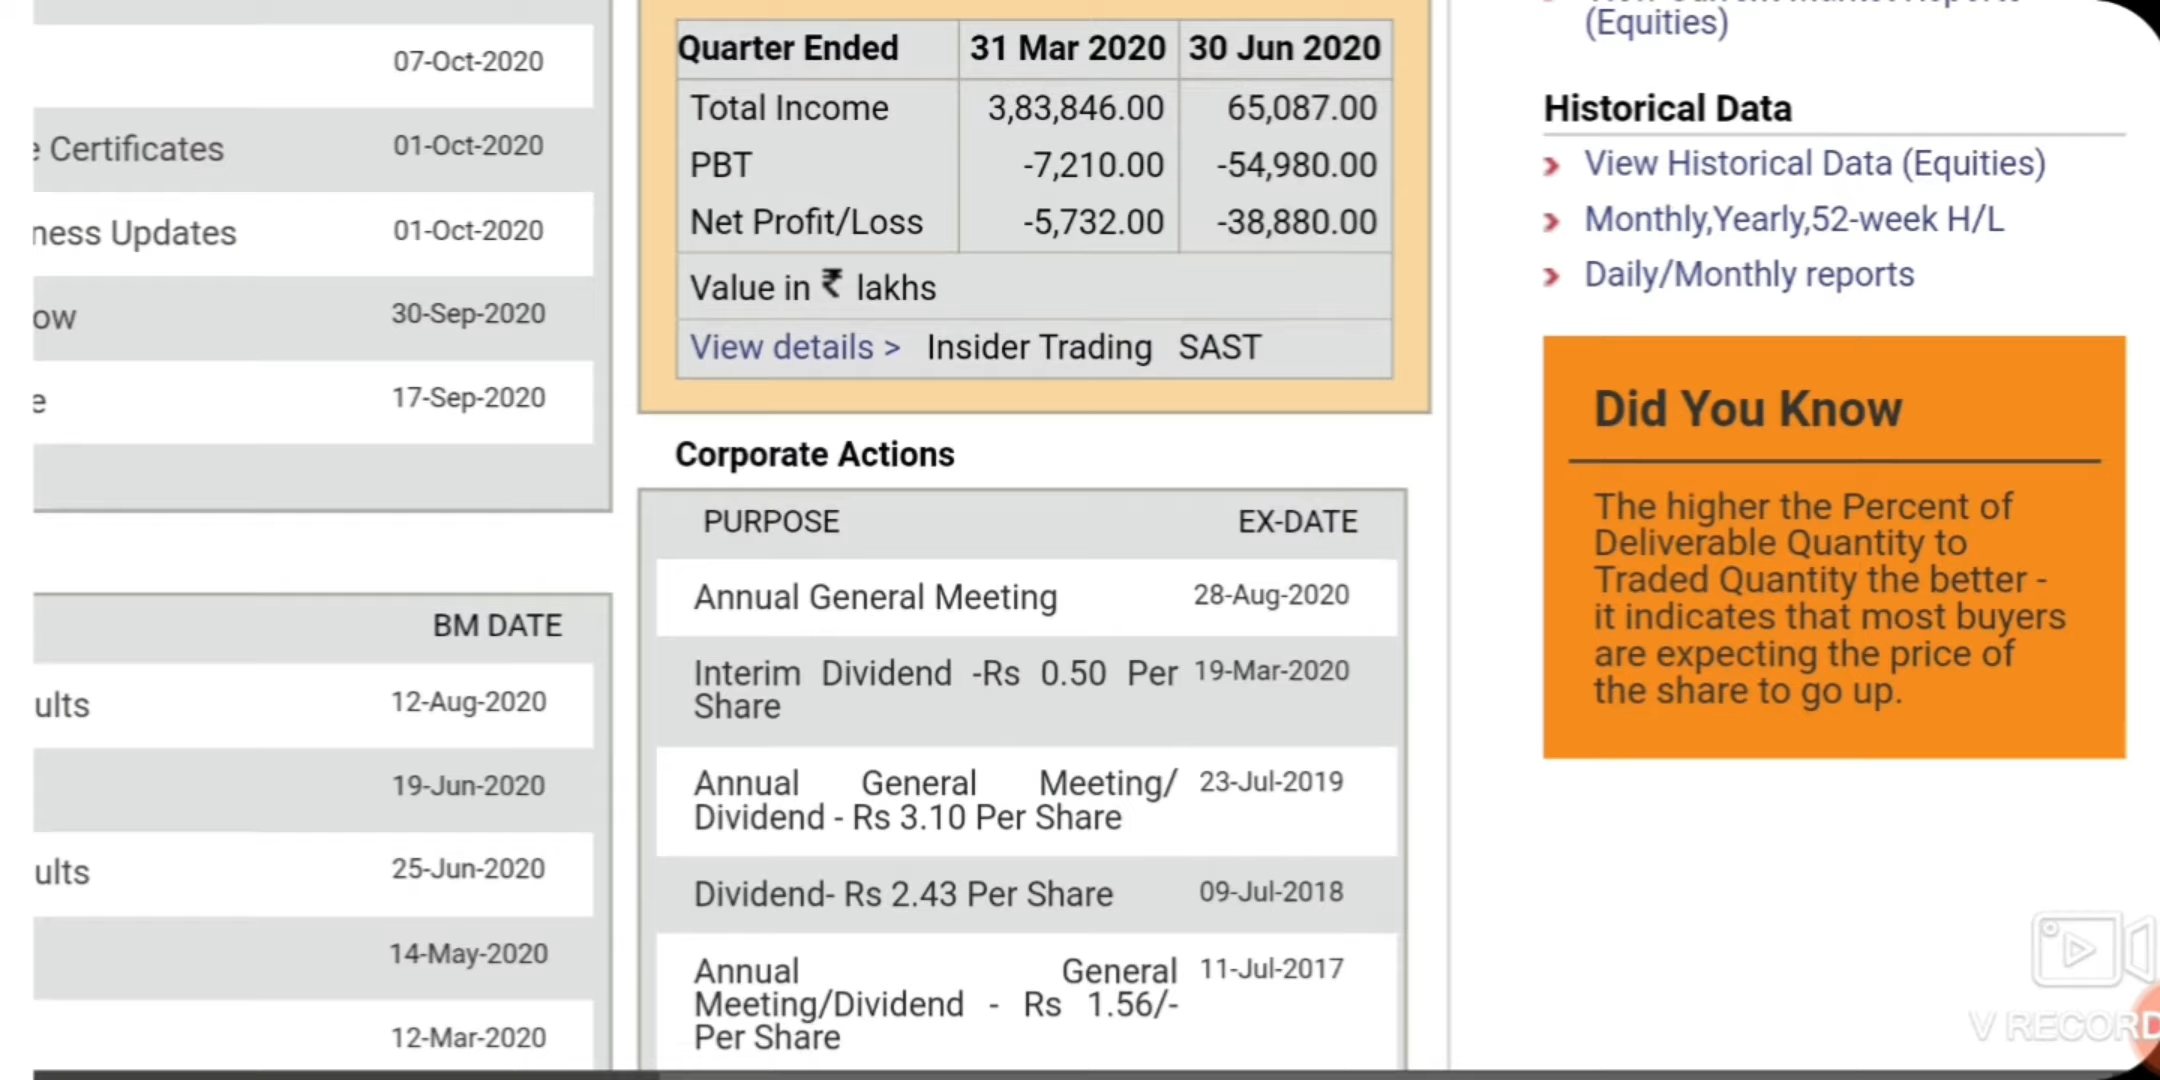 07-Oct-2020
e Certificates 01-Oct-2020
ness Updates 01-Oct-2020
ow 30-Sep-2020
e 17-Sep-2020
BM DATE
ults 12-Aug-2020
19-Jun-2020
ults 25-Jun-2020
14-May-2020
12-Mar-2020
Quarter Ended 31 Mar 2020 30 Jun 2020
Total Income 3,83,846.00 65,087.00
PBT -7,210.00 -54,980.00
Net Profit/Loss -5,732.00 -38,880.00
Value in ₹ lakhs
View details > Insider Trading SAST
Corporate Actions
PURPOSE EX-DATE
Annual General Meeting 28-Aug-2020
Interim Dividend -Rs 0.50 Per 19-Mar-2020
Share
Annual General Meeting/ 23-Jul-2019
Dividend - Rs 3.10 Per Share
Dividend- Rs 2.43 Per Share 09-Jul-2018
Annual General 11-Jul-2017
Meeting/Dividend - Rs 1.56/-
Per Share
(Equities)
Historical Data
View Historical Data (Equities)
Monthly,Yearly,52-week H/L
Daily/Monthly reports
Did You Know
The higher the Percent of
Deliverable Quantity to
Traded Quantity the better -
it indicates that most buyers
are expecting the price of
the share to go up.
V RECORD